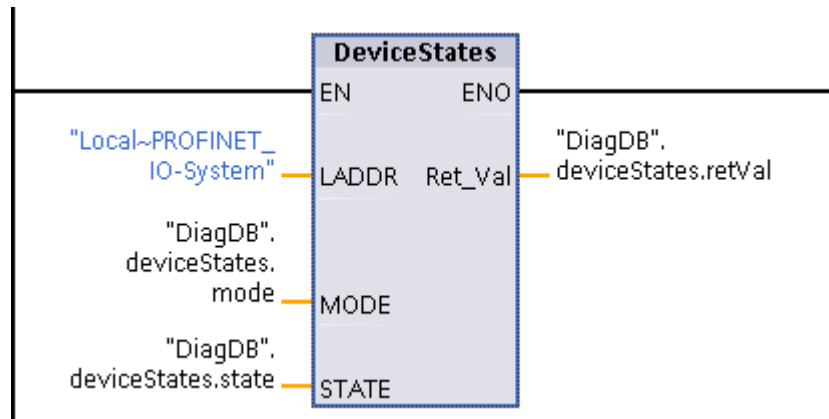 DeviceStates
EN ENO
"Local~PROFINET_
IO-System"
LADDR Ret_Val
"DiagDB".
deviceStates.retVal
"DiagDB".
deviceStates.
mode
MODE
"DiagDB".
deviceStates.state
STATE